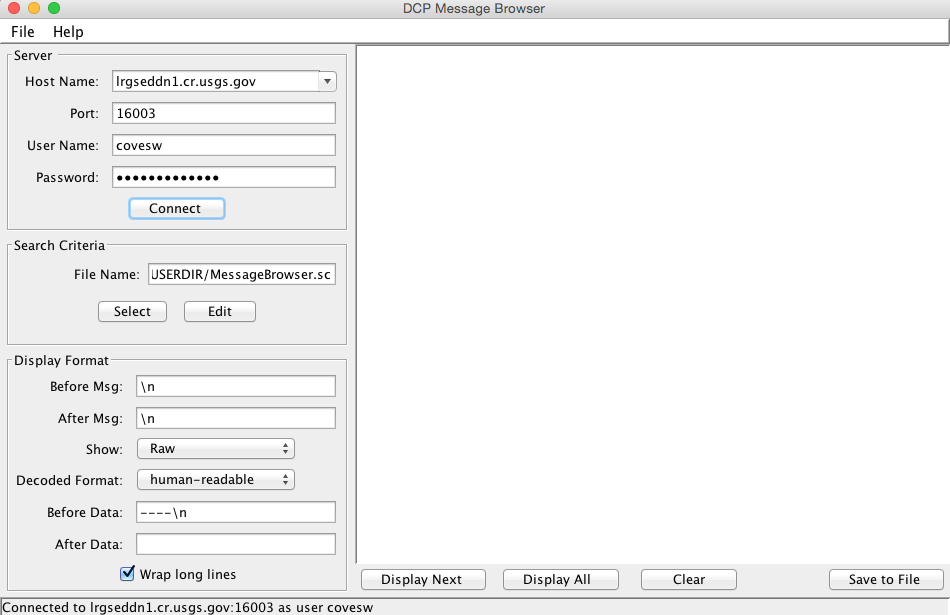 DCP Message Browser
File Help
Server
Host Name: lrgseddn1.cr.usgs.gov
Port: 16003
User Name: covesw
Password: •••••••••••••
Connect
Search Criteria
File Name: USERDIR/MessageBrowser.sc
Select Edit
Display Format
Before Msg: \n
After Msg: \n
Show: Raw
Decoded Format: human-readable
Before Data: ----\n
After Data:
Wrap long lines
Display Next Display All Clear Save to File
Connected to lrgseddn1.cr.usgs.gov:16003 as user covesw